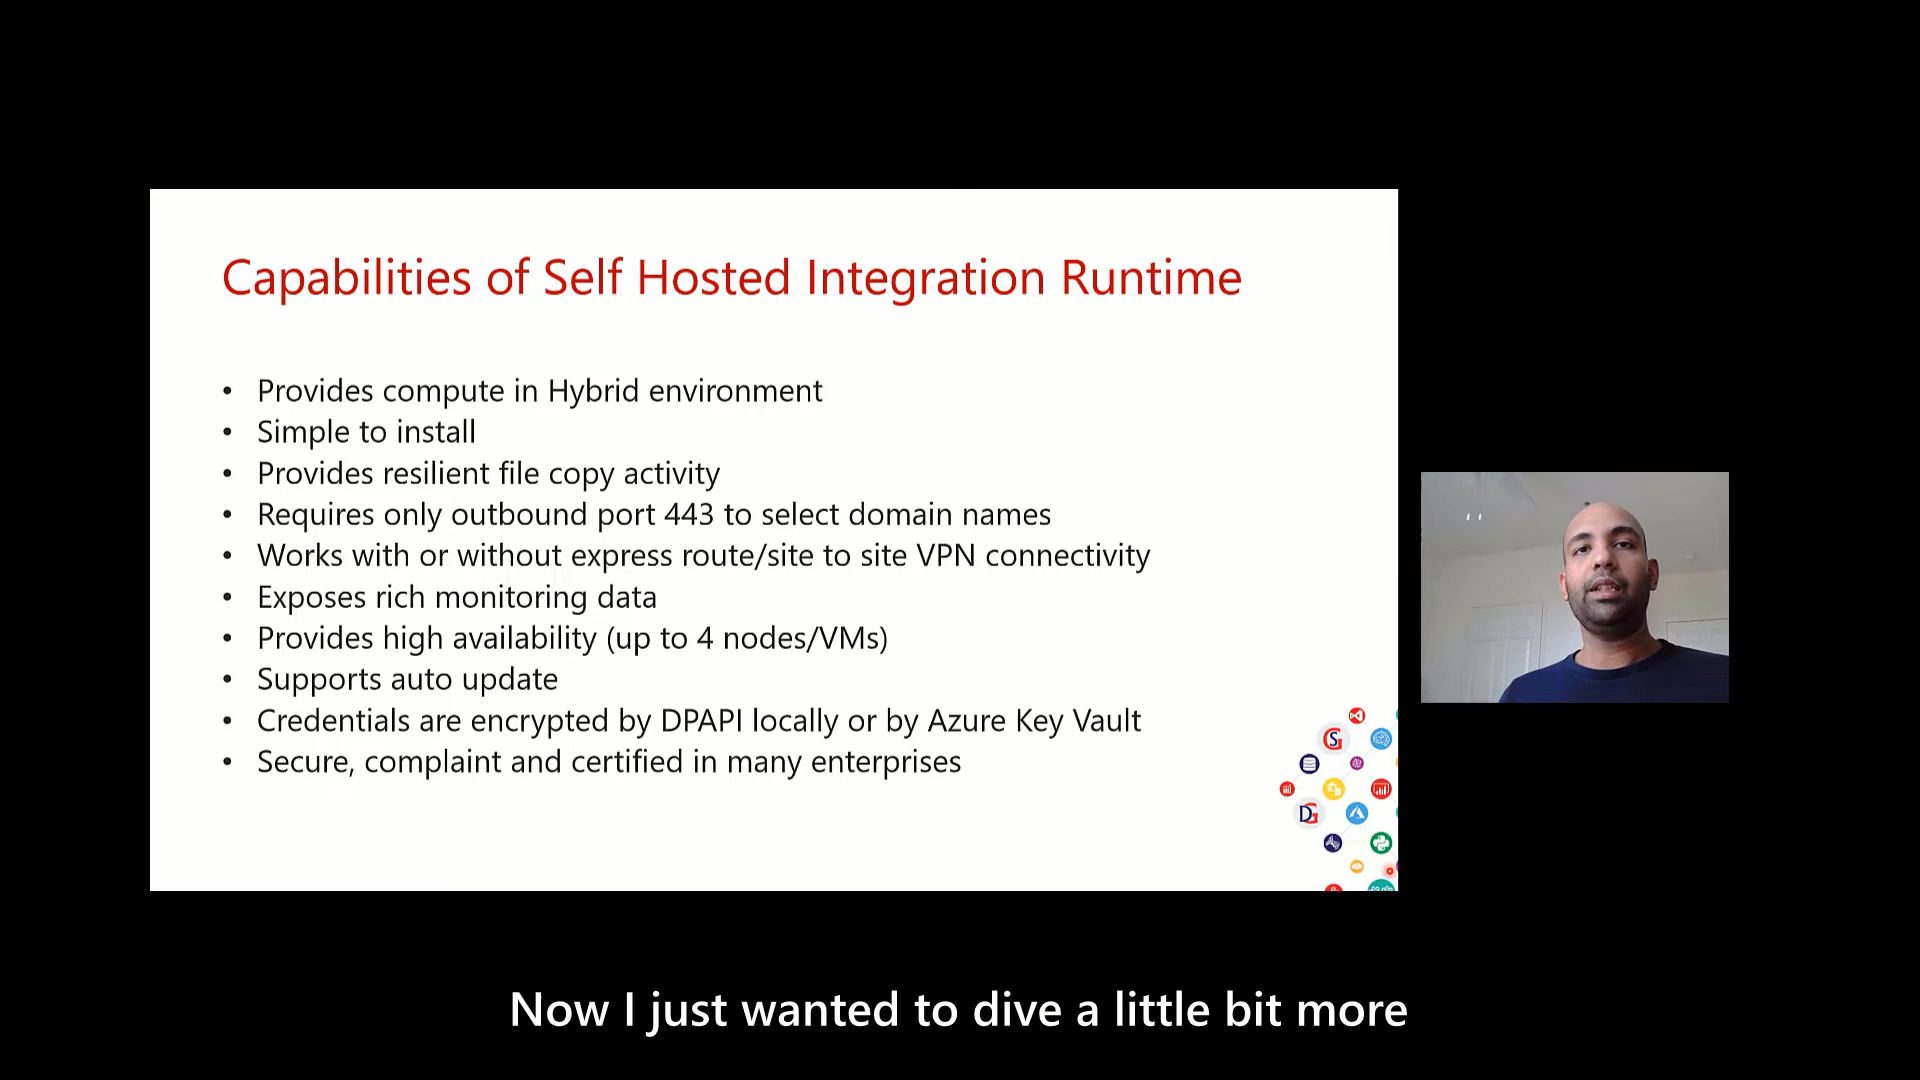 Capabilities of Self Hosted Integration Runtime
• Provides compute in Hybrid environment
• Simple to install
• Provides resilient file copy activity
• Requires only outbound port 443 to select domain names
• Works with or without express route/site to site VPN connectivity
• Exposes rich monitoring data
• Provides high availability (up to 4 nodes/VMs)
• Supports auto update
• Credentials are encrypted by DPAPI locally or by Azure Key Vault
• Secure, complaint and certified in many enterprises
Now I just wanted to dive a little bit more